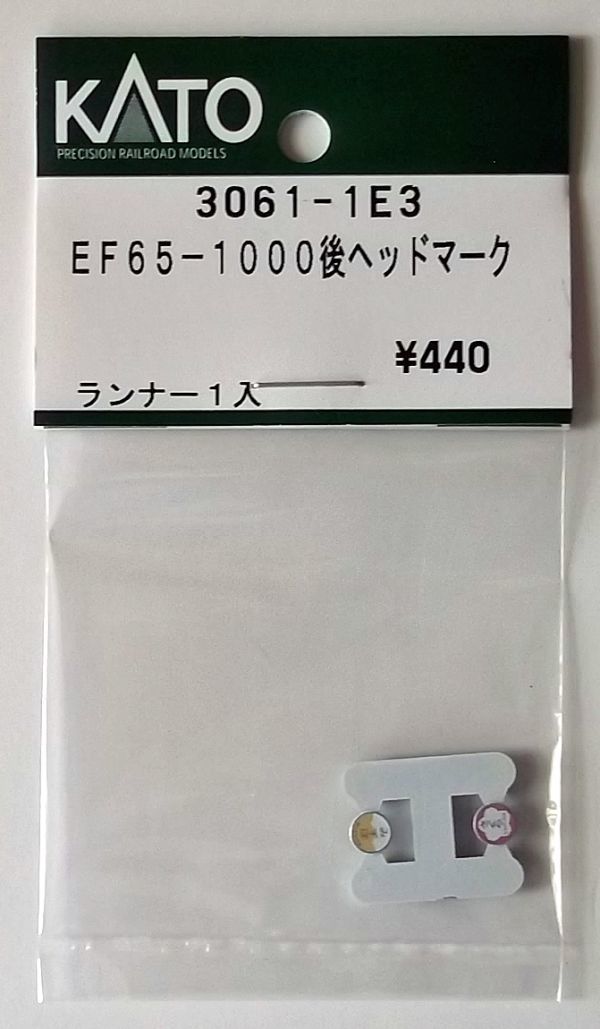 KATO
PRECISION RAILROAD MODELS
3061-1E3
EF65-1000後ヘッドマーク
¥440
ランナー1入